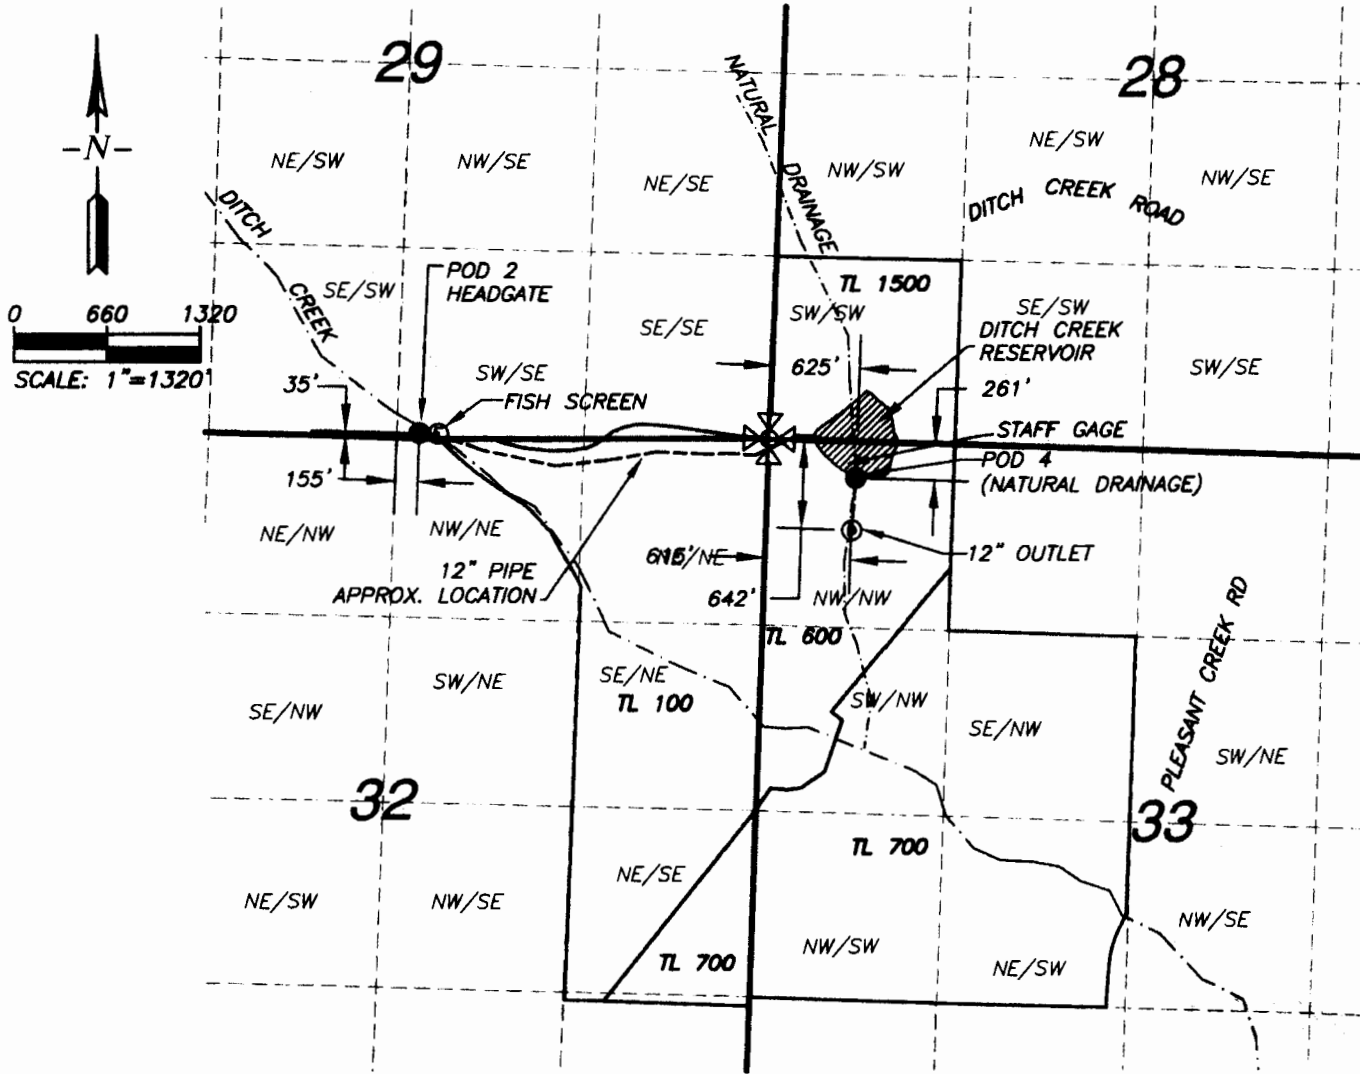 29
28
NATURAL DRAINAGE
NE/SW
NW/SE
NE/SE
NW/SW
NE/SW
NW/SE
-N-
DITCH CREEK
DITCH CREEK ROAD
POD 2
HEADGATE
TL 1500
SE/SW
SW/SW
SE/SW
0 660 1320
SCALE: 1"=1320'
SE/SE
DITCH CREEK
RESERVOIR
625'
SW/SE
SW/SE
35'
261'
FISH SCREEN
STAFF GAGE
POD 4
(NATURAL DRAINAGE)
155'
NE/NW
NW/NE
12" OUTLET
12" PIPE
APPROX. LOCATION
642'
NW/NW
TL 600
PLEASANT CREEK RD
SW/NE
SE/NE
TL 100
SE/NW
SW/NW
SE/NW
SW/NE
32
33
TL 700
NE/SW
NW/SE
NE/SE
NW/SW
NE/SW
NW/SE
TL 700